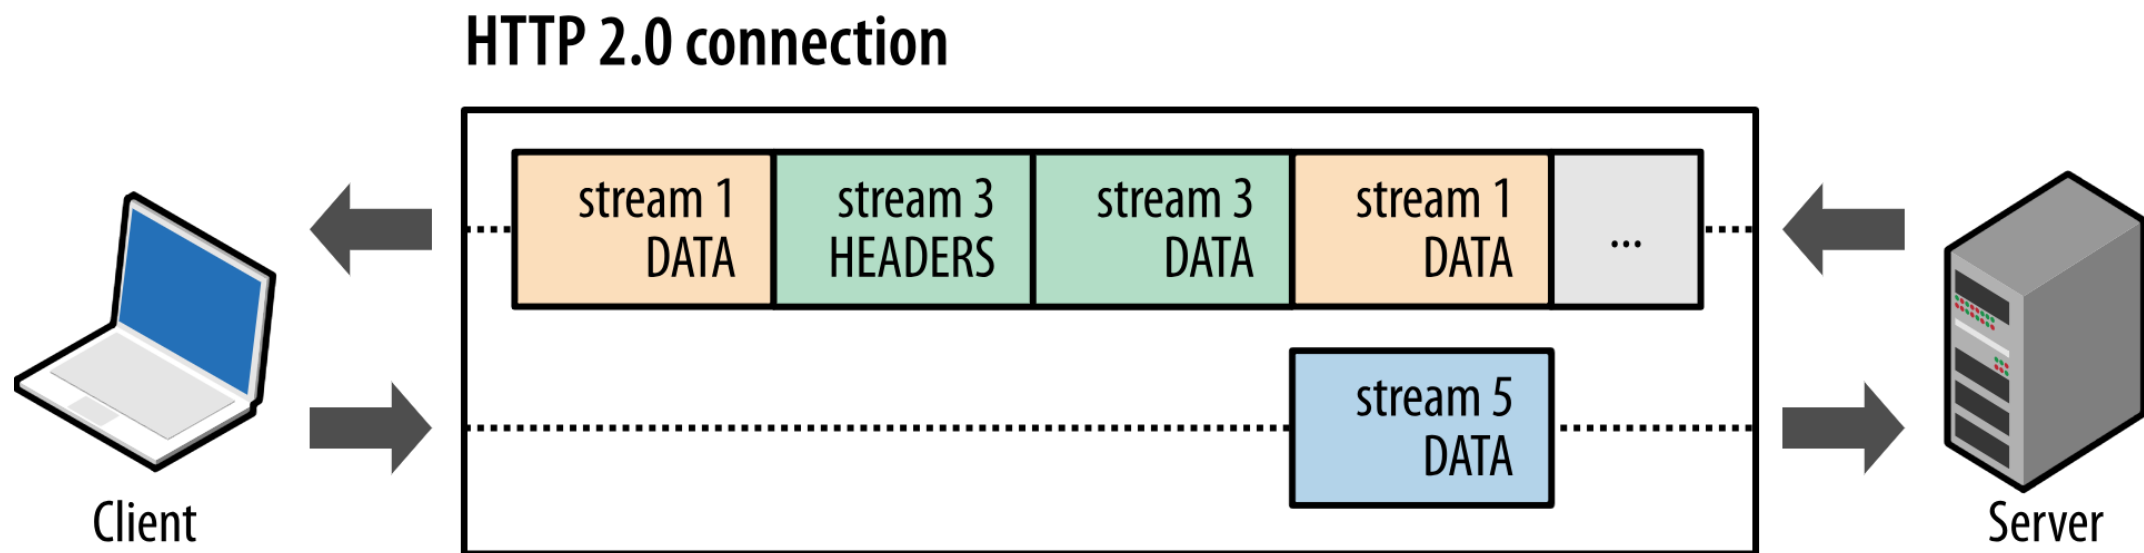 HTTP 2.0 connection
stream 1
DATA
stream 3
HEADERS
stream 3
DATA
stream 1
DATA
...
stream 5
DATA
Client
Server